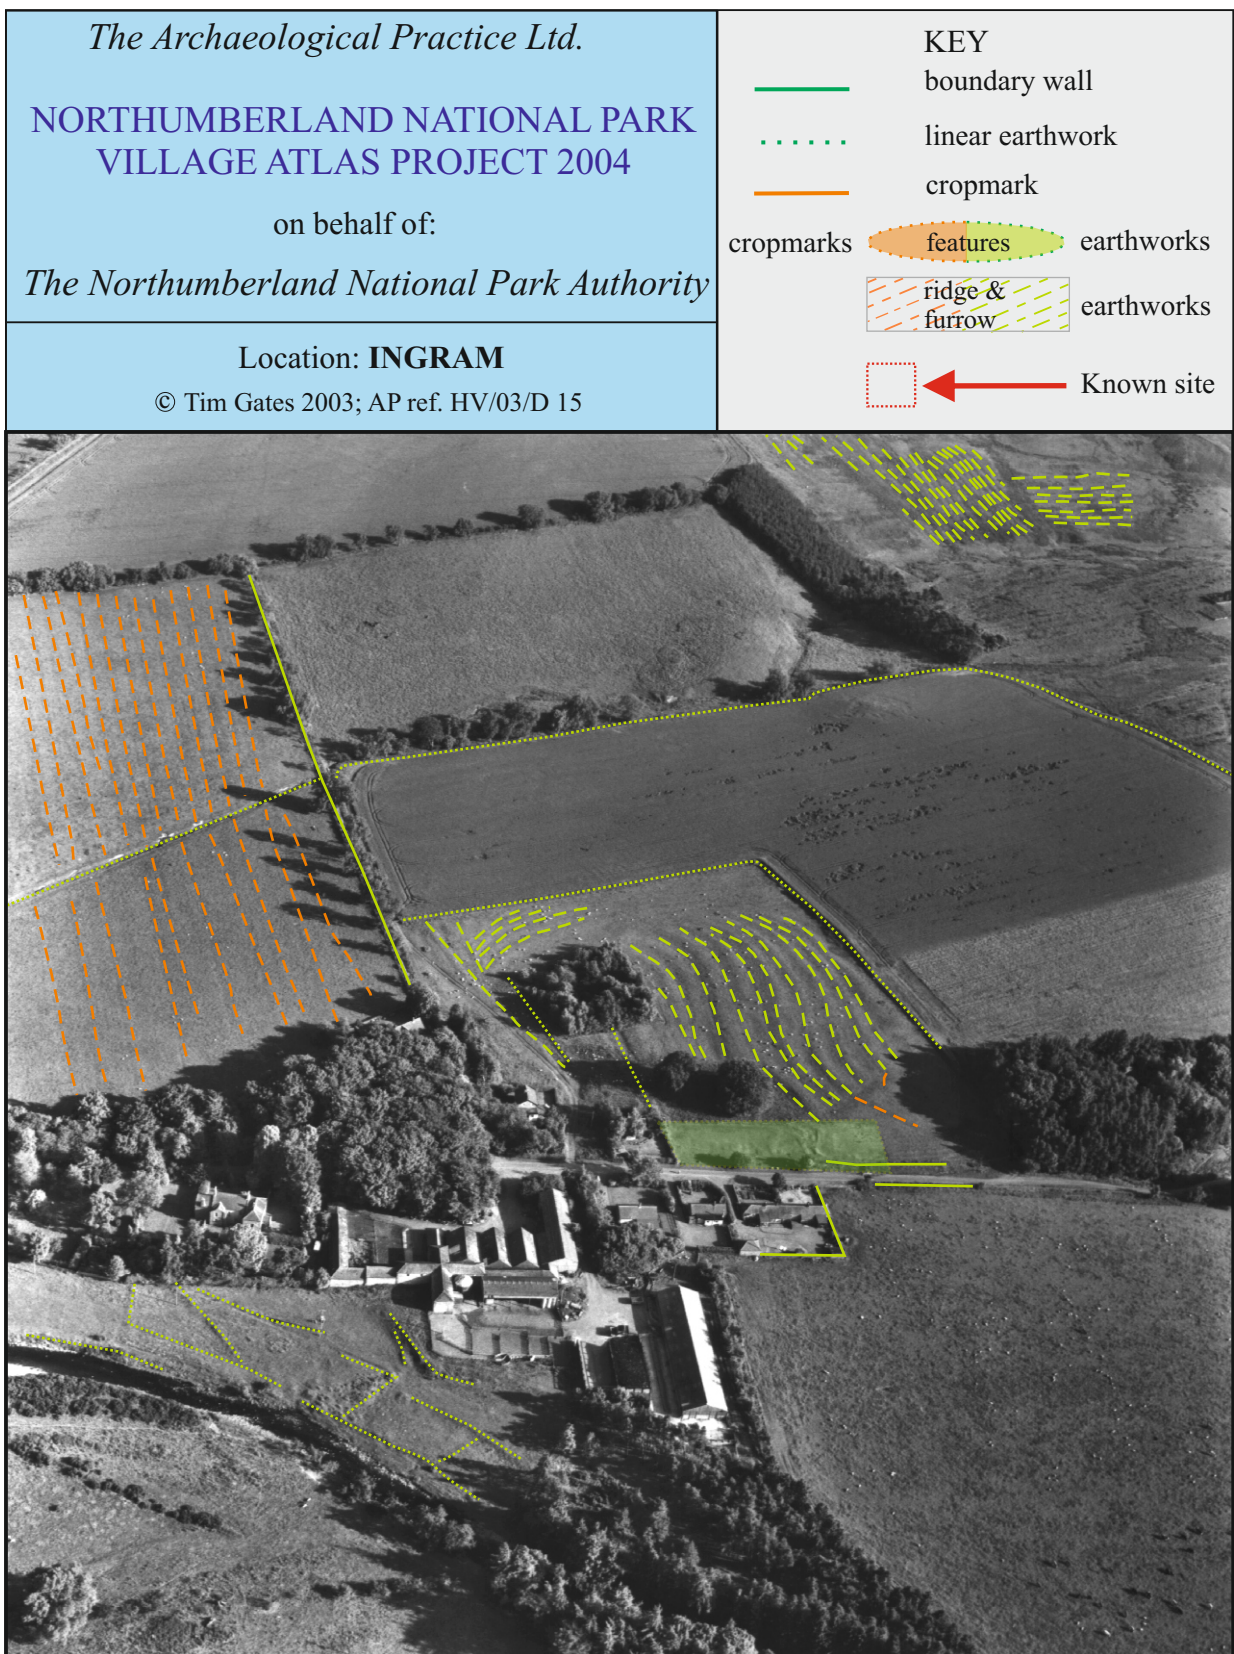 The Archaeological Practice Ltd.
NORTHUMBERLAND NATIONAL PARK
VILLAGE ATLAS PROJECT 2004
on behalf of:
The Northumberland National Park Authority
Location: INGRAM
© Tim Gates 2003; AP ref. HV/03/D 15
KEY
boundary wall
linear earthwork
cropmark
cropmarks features earthworks
ridge &
furrow
earthworks
Known site